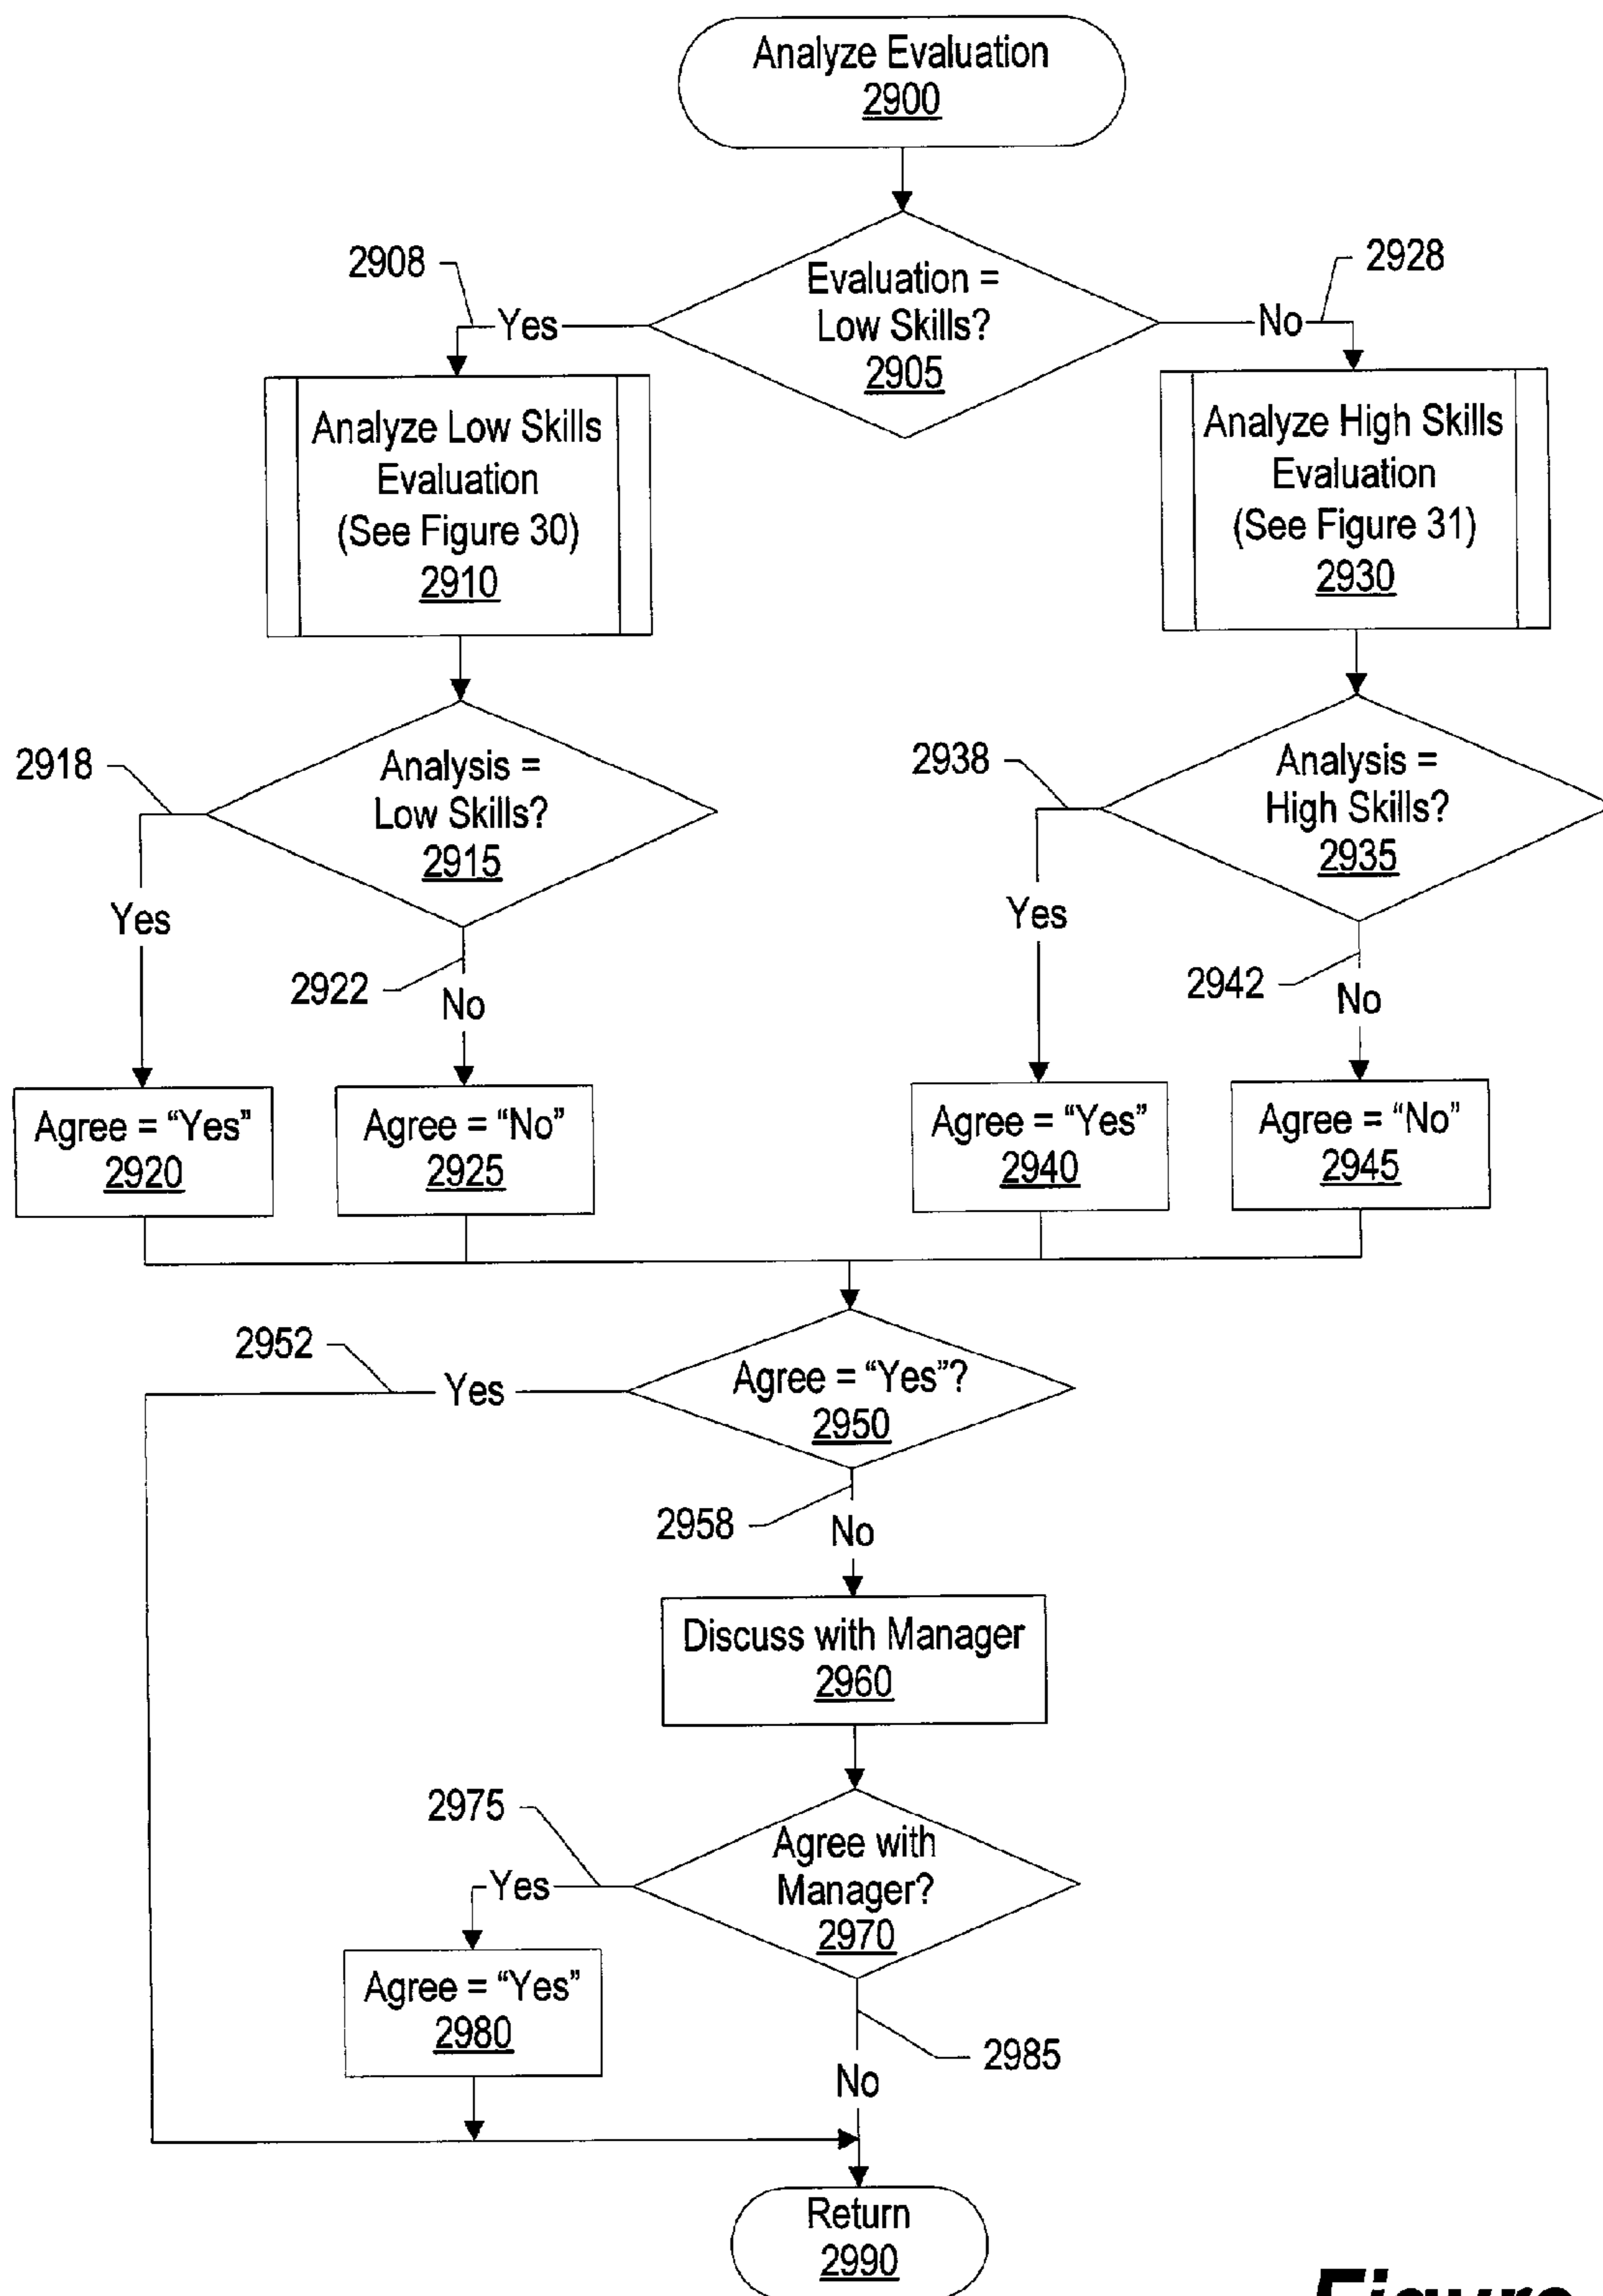 Analyze Evaluation
2900
2908
2928
Evaluation =
Low Skills?
2905
Yes
No
Analyze Low Skills
Evaluation
(See Figure 30)
2910
Analyze High Skills
Evaluation
(See Figure 31)
2930
2918
Analysis =
Low Skills?
2915
2938
Analysis =
High Skills?
2935
Yes
2922
No
Yes
2942
No
Agree = “Yes”
2920
Agree = “No”
2925
Agree = “Yes”
2940
Agree = “No”
2945
2952
Yes
Agree = “Yes”?
2950
2958
No
Discuss with Manager
2960
2975
Yes
Agree with
Manager?
2970
Agree = “Yes”
2980
2985
No
Return
2990
Figure